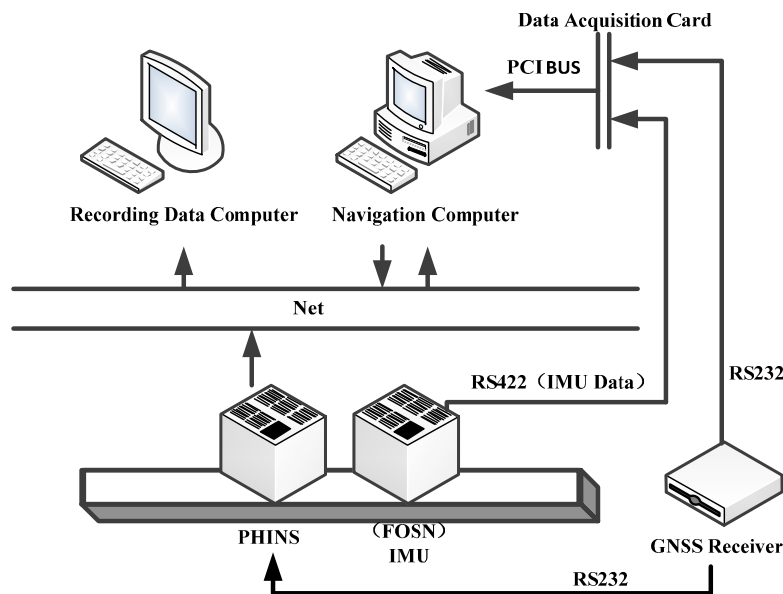 Data Acquisition Card
PCI BUS
Recording Data Computer
Navigation Computer
Net
RS422（IMU Data）
RS232
PHINS
（FOSN）
IMU
GNSS Receiver
RS232